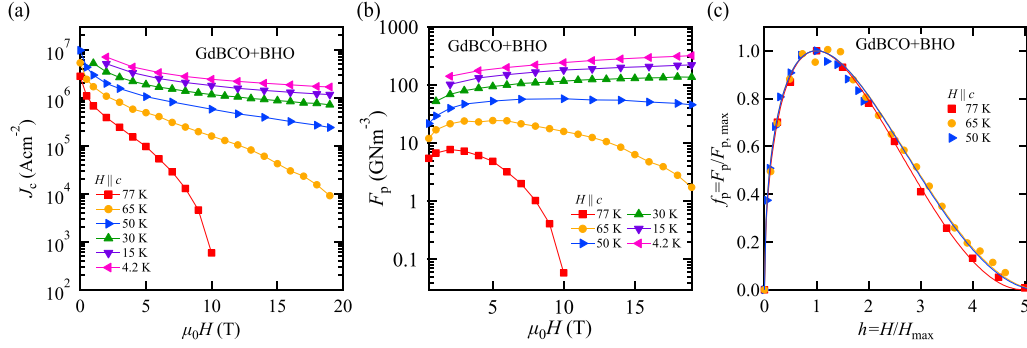 (a)
GdBCO+BHO
J_c (Acm^-2)
10^7
10^6
10^5
10^4
10^3
10^2
H || c
77 K
65 K
50 K
30 K
15 K
4.2 K
0 5 10 15 20
μ_0H (T)
(b)
GdBCO+BHO
F_p (GNm^-3)
1000
100
10
1
0.1
H || c
77 K 30 K
65 K 15 K
50 K 4.2 K
5 10 15
μ_0H (T)
(c)
GdBCO+BHO
f_p=F_p/F_p, max
1.0
0.8
0.6
0.4
0.2
0.0
H || c
77 K
65 K
50 K
0 1 2 3 4 5
h=H/H_max